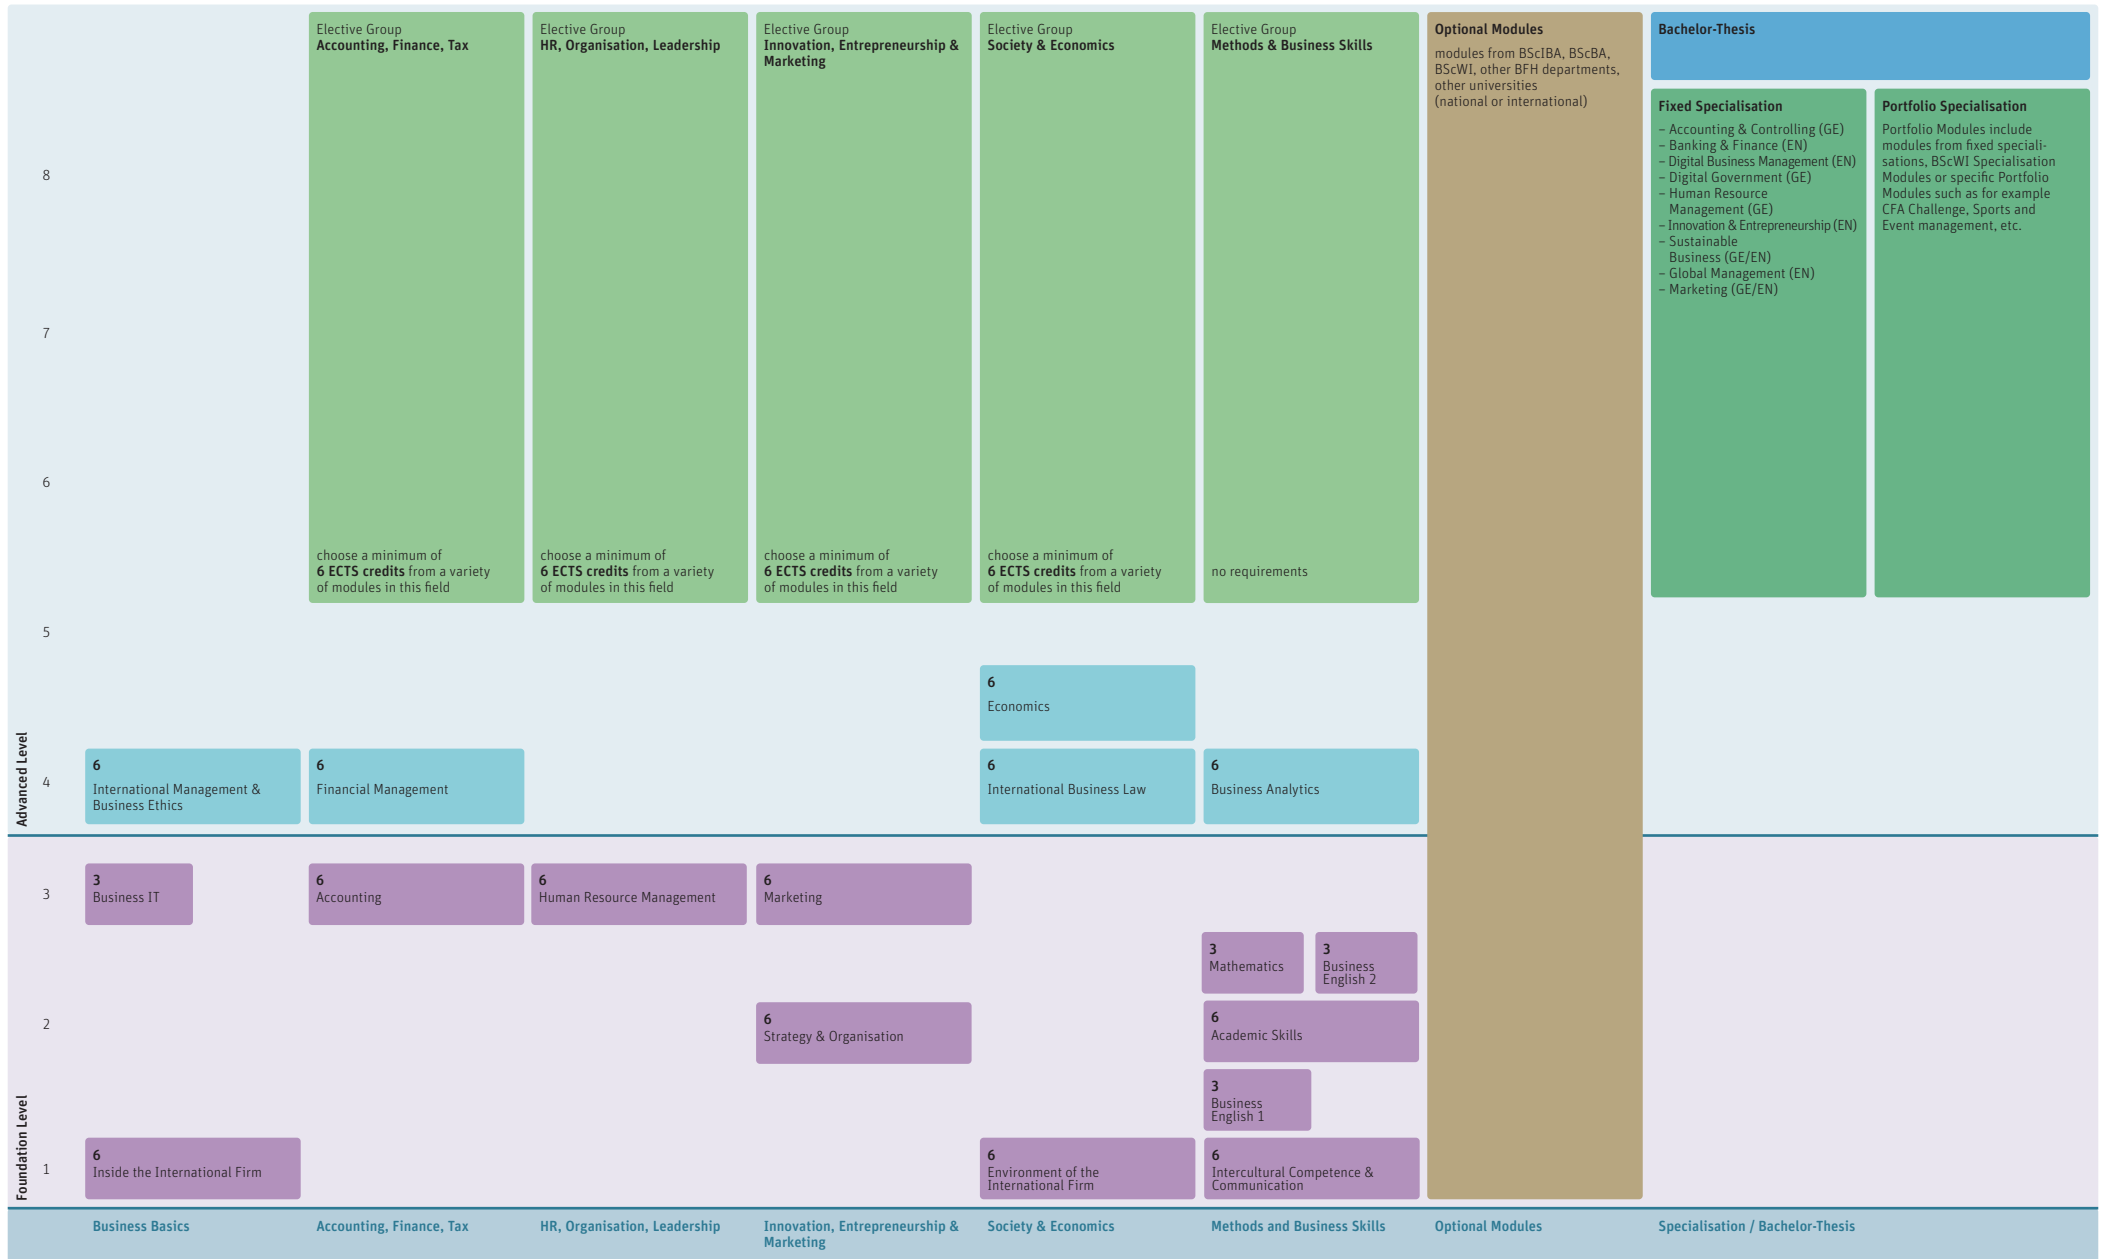 Elective Group
Accounting, Finance, Tax
choose a minimum of
6 ECTS credits from a variety
of modules in this field
Elective Group
HR, Organisation, Leadership
choose a minimum of
6 ECTS credits from a variety
of modules in this field
Elective Group
Innovation, Entrepreneurship &
Marketing
choose a minimum of
6 ECTS credits from a variety
of modules in this field
Elective Group
Society & Economics
choose a minimum of
6 ECTS credits from a variety
of modules in this field
Elective Group
Methods & Business Skills
no requirements
Optional Modules
modules from BScIBA, BScBA,
BScWI, other BFH departments,
other universities
(national or international)
Bachelor-Thesis
Fixed Specialisation
– Accounting & Controlling (GE)
– Banking & Finance (EN)
– Digital Business Management (EN)
– Digital Government (GE)
– Human Resource
Management (GE)
– Innovation & Entrepreneurship (EN)
– Sustainable
Business (GE/EN)
– Global Management (EN)
– Marketing (GE/EN)
Portfolio Specialisation
Portfolio Modules include
modules from fixed speciali-
sations, BScWI Specialisation
Modules or specific Portfolio
Modules such as for example
CFA Challenge, Sports and
Event management, etc.
8
7
6
5
6
Economics
Advanced Level
4
6
International Management &
Business Ethics
6
Financial Management
6
International Business Law
6
Business Analytics
3
3
Business IT
6
Accounting
6
Human Resource Management
6
Marketing
3
Mathematics
3
Business
English 2
2
6
Strategy & Organisation
6
Academic Skills
3
Business
English 1
Foundation Level
1
6
Inside the International Firm
6
Environment of the
International Firm
6
Intercultural Competence &
Communication
Business Basics
Accounting, Finance, Tax
HR, Organisation, Leadership
Innovation, Entrepreneurship &
Marketing
Society & Economics
Methods and Business Skills
Optional Modules
Specialisation / Bachelor-Thesis